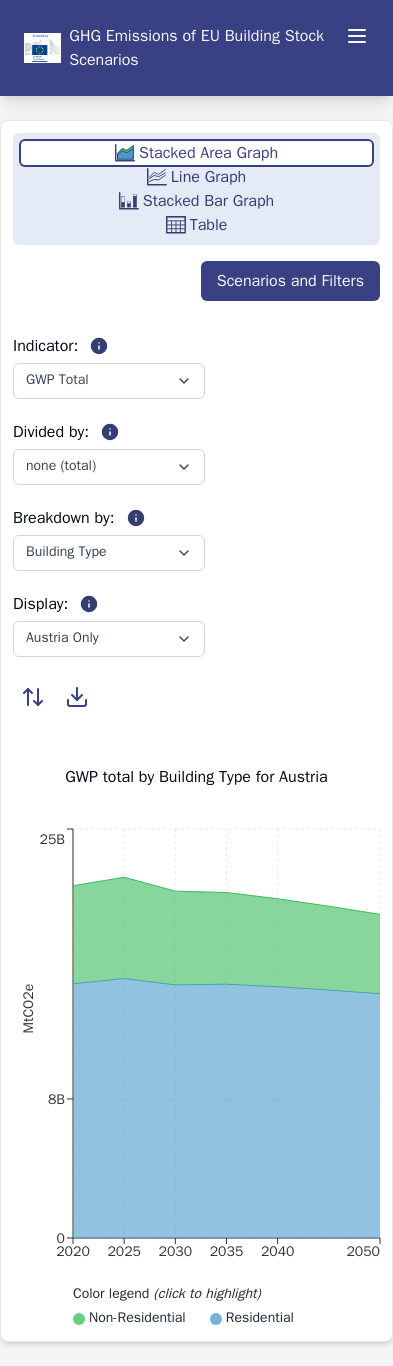 GHG Emissions of EU Building Stock
Scenarios
Stacked Area Graph
Line Graph
Stacked Bar Graph
Table
Scenarios and Filters
Indicator:
GWP Total
Divided by:
none (total)
Breakdown by:
Building Type
Display:
Austria Only
GWP total by Building Type for Austria
25B
MtCO2e
8B
0
2020 2025 2030 2035 2040 2050
Color legend (click to highlight)
Non-Residential Residential